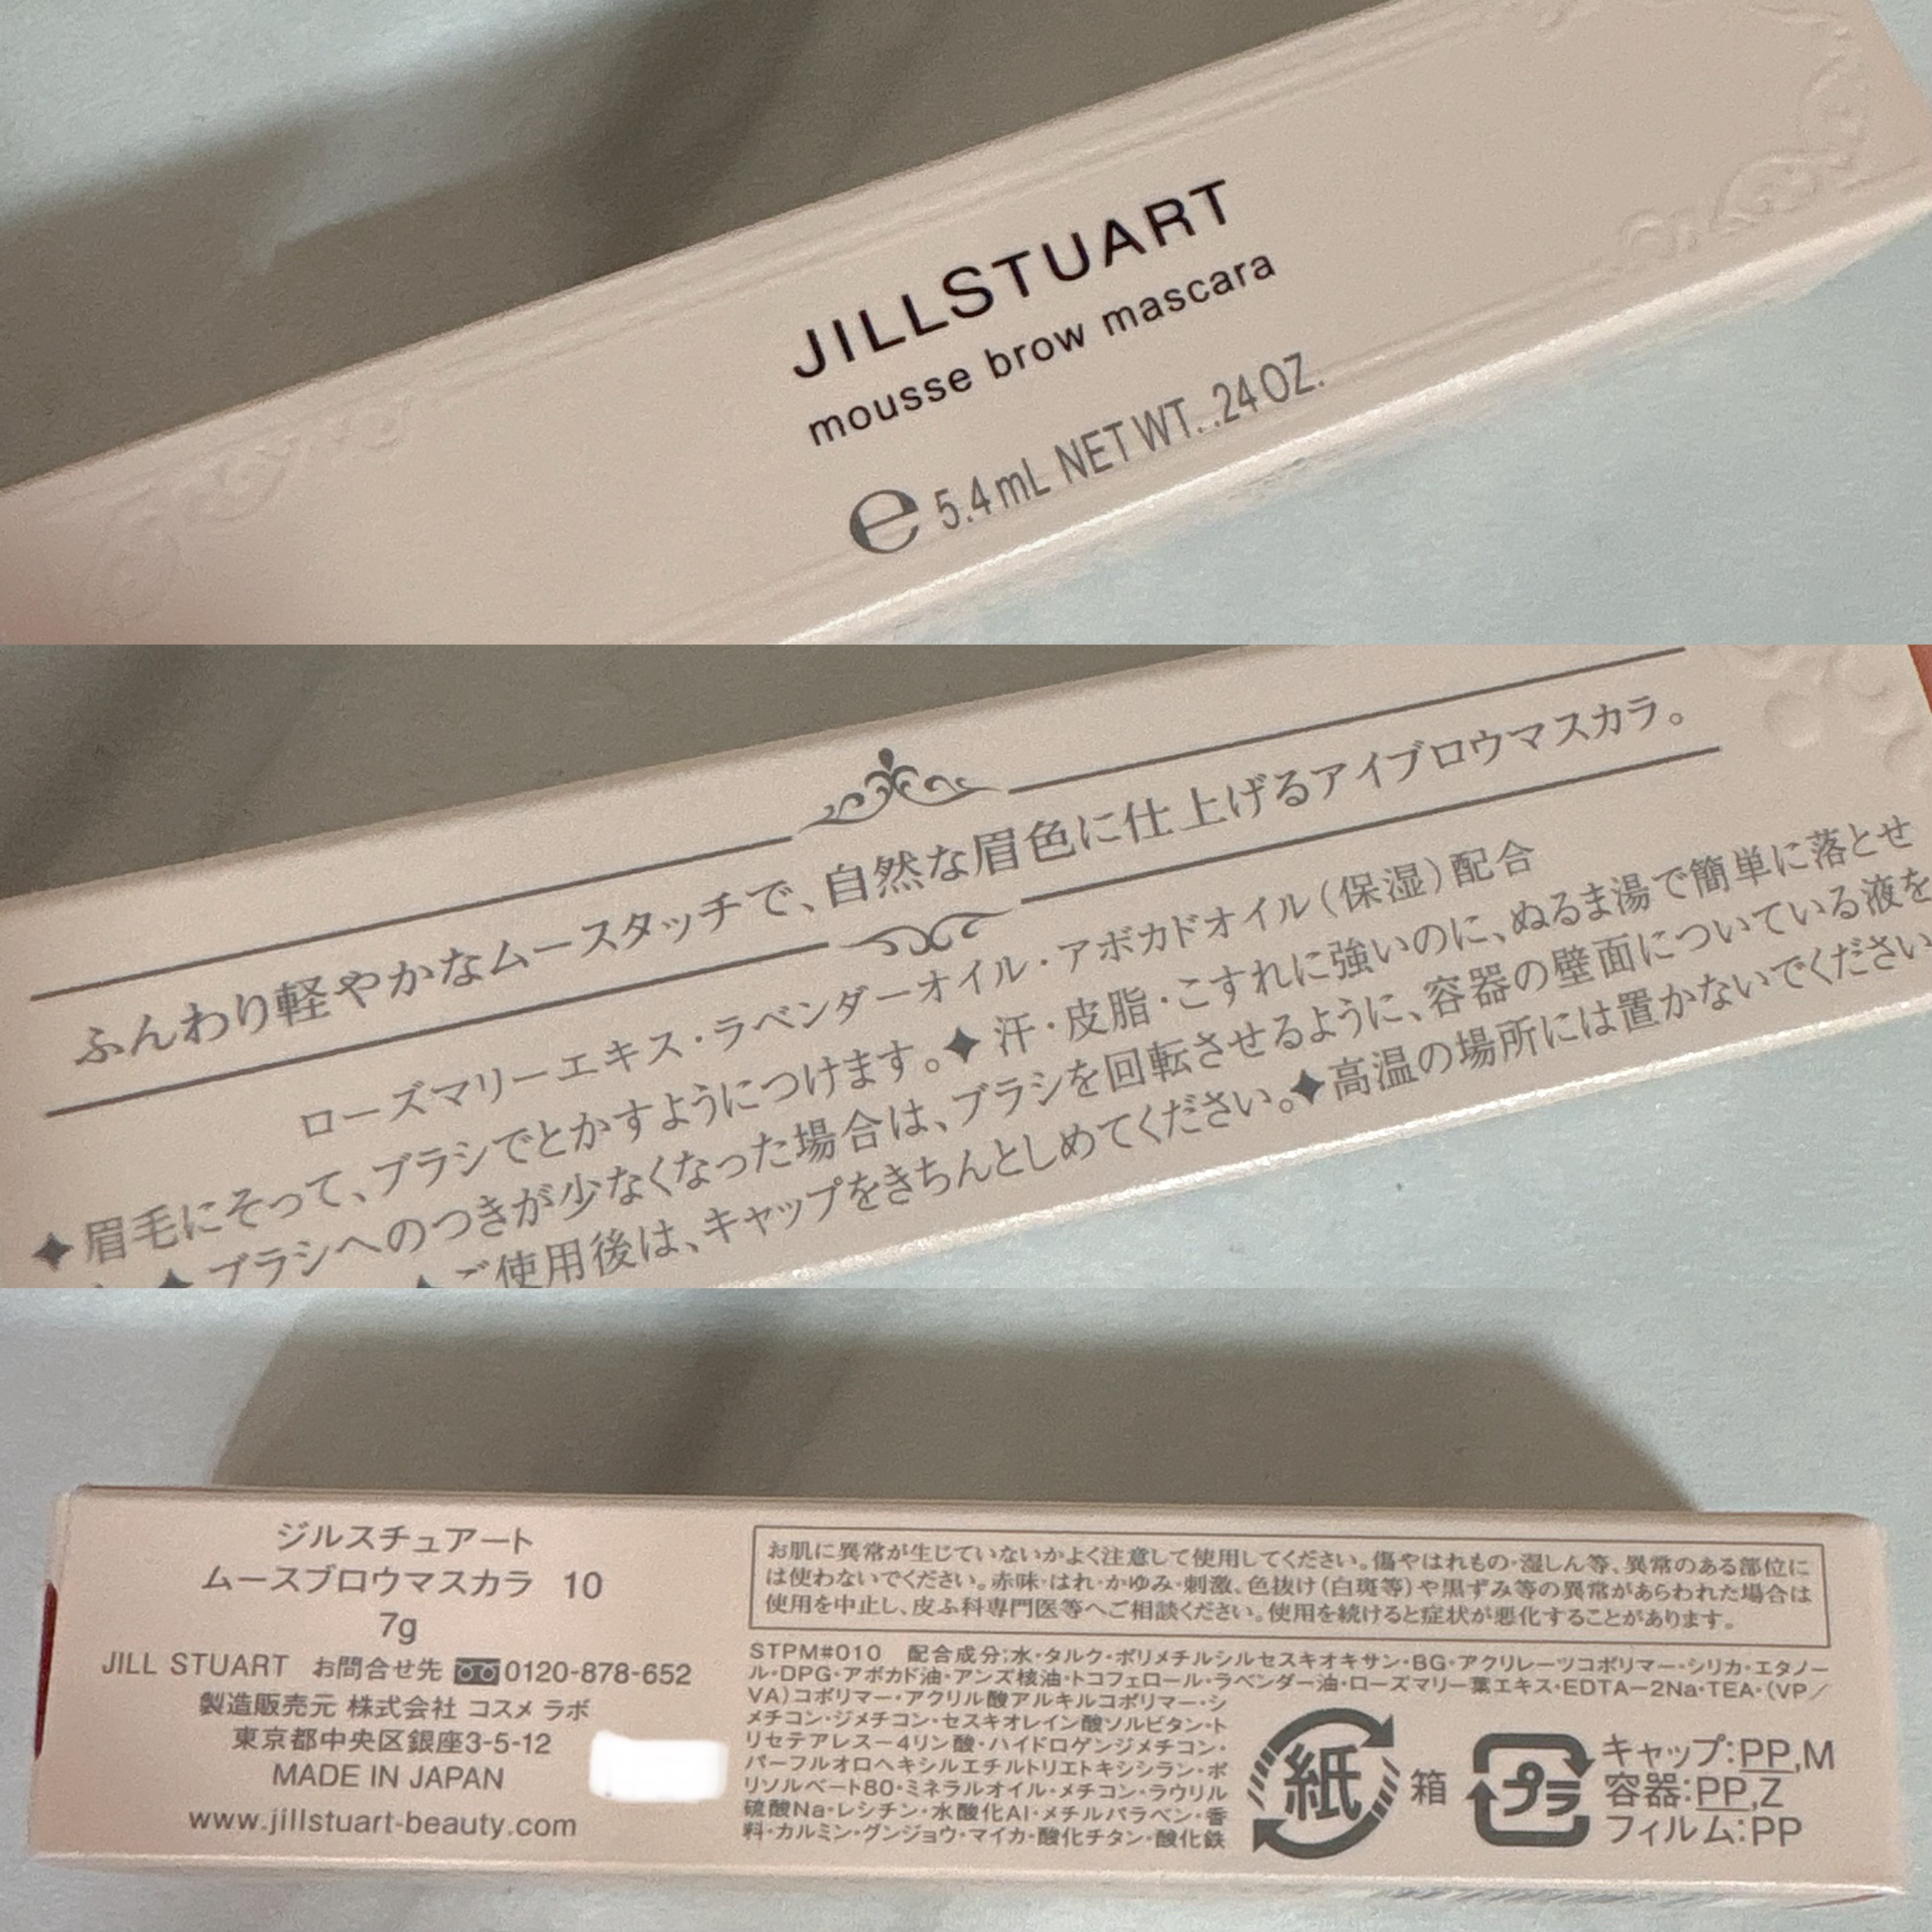 JILLSTUART
mousse brow mascara
e 5.4 mL NET WT. .24 OZ.
ふんわり軽やかなムースタッチで、自然な眉色に仕上げるアイブロウマスカラ。
ローズマリーエキス・ラベンダーオイル・アボカドオイル（保湿）配合
✦眉毛にそって、ブラシでとかすようにつけます。✦汗・皮脂・こすれに強いのに、ぬるま湯で簡単に落とせ
✦ブラシへのつきが少なくなった場合は、ブラシを回転させるように、容器の壁面についている液を
✦ご使用後は、キャップをきちんとしめてください。✦高温の場所には置かないでください
ジルスチュアート
ムースブロウマスカラ 10
7g
JILL STUART お問合せ先 0120-878-652
製造販売元 株式会社 コスメ ラボ
東京都中央区銀座3-5-12
MADE IN JAPAN
www.jillstuart-beauty.com
お肌に異常が生じていないかよく注意して使用してください。傷やはれもの・湿しん等、異常のある部位に
は使わないでください。赤味・はれ・かゆみ・刺激、色抜け（白斑等）や黒ずみ等の異常があらわれた場合は
使用を中止し、皮ふ科専門医等へご相談ください。使用を続けると症状が悪化することがあります。
STPM#010 配合成分:水・タルク・ポリメチルシルセスキオキサン・BG・アクリレーツコポリマー・シリカ・エタノー
ル・DPG・アボカド油・アンズ核油・トコフェロール・ラベンダー油・ローズマリー葉エキス・EDTA－2Na・TEA・（VP／
VA）コポリマー・アクリル酸アルキルコポリマー・シ
メチコン・ジメチコン・セスキオレイン酸ソルビタン・ト
リセテアレス－4リン酸・ハイドロゲンジメチコン・
パーフルオロヘキシルエチルトリエトキシシラン・ポ
リソルベート80・ミネラルオイル・メチコン・ラウリル
硫酸Na・レシチン・水酸化Al・メチルパラベン・香
料・カルミン・グンジョウ・マイカ・酸化チタン・酸化鉄
紙
箱
プラ
キャップ:PP,M
容器:PP,Z
フィルム:PP